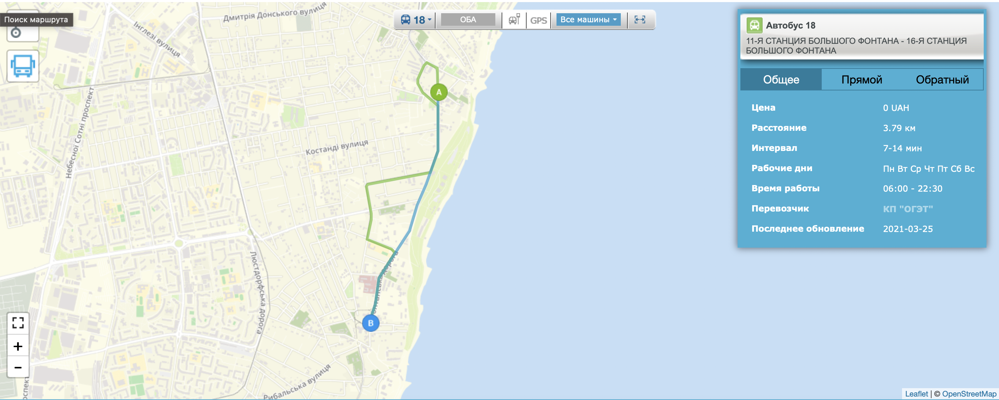 Поиск маршрута
Дмитрія Донського вулиця
Інглезі вулиця
Небесної Сотні проспект
Костанді вулиця
Люстдорфська дорога
дорога
Рибальська вулиця
18
ОБА
GPS
Все машины
A
B
+
−
Автобус 18
11-Я СТАНЦИЯ БОЛЬШОГО ФОНТАНА - 16-Я СТАНЦИЯ
БОЛЬШОГО ФОНТАНА
Общее Прямой Обратный
Цена 0 UAH
Расстояние 3.79 км
Интервал 7-14 мин
Рабочие дни Пн Вт Ср Чт Пт Сб Вс
Время работы 06:00 - 22:30
Перевозчик КП "ОГЭТ"
Последнее обновление 2021-03-25
Leaflet | © OpenStreetMap